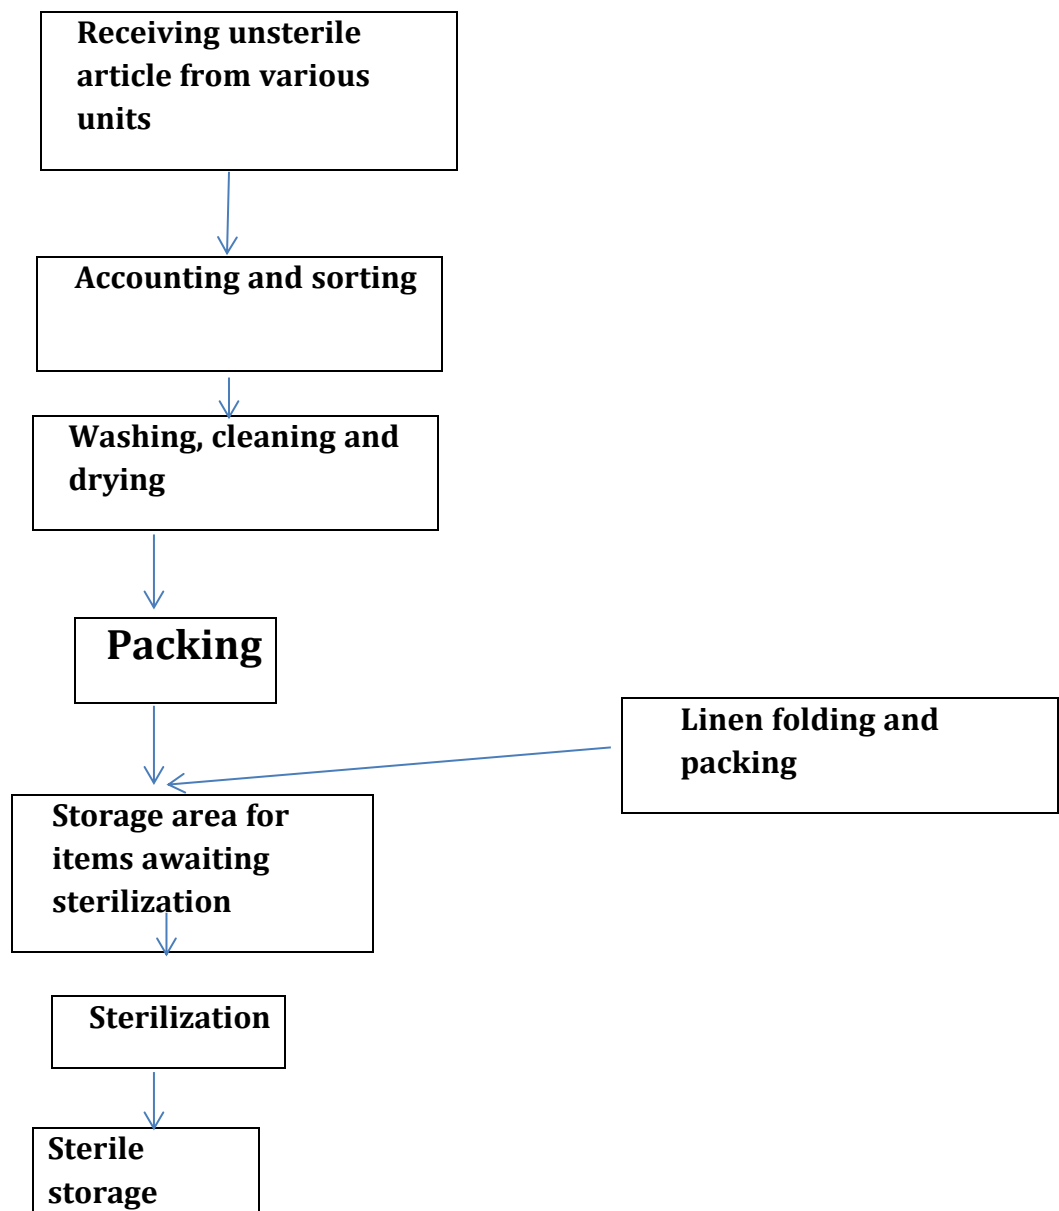 Receiving unsterile
article from various
units
Accounting and sorting
Washing, cleaning and
drying
Packing
Linen folding and
packing
Storage area for
items awaiting
sterilization
Sterilization
Sterile
storage